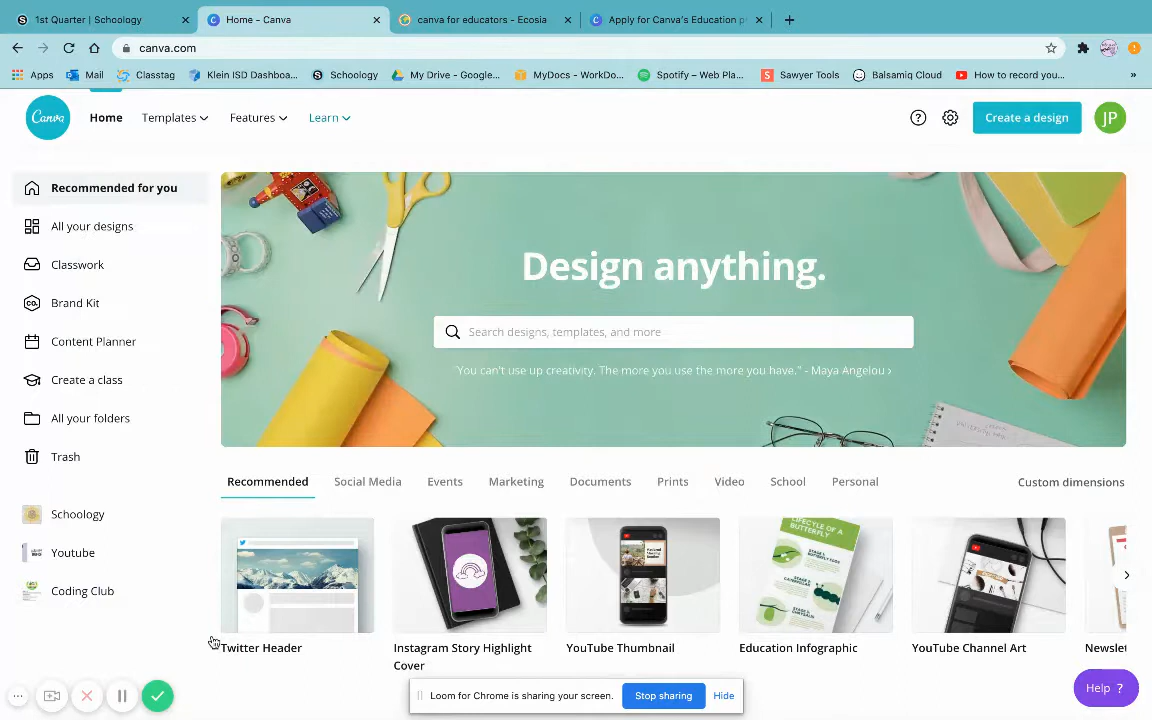 1st Quarter | Schoology
Home - Canva
canva for educators - Ecosia
Apply for Canva's Education p
canva.com
Apps
Mail
Classtag
Klein ISD Dashboa...
Schoology
My Drive - Google...
MyDocs - WorkDo...
Spotify – Web Pla...
Sawyer Tools
Balsamiq Cloud
How to record you...
»
Canva
Home
Templates
Features
Learn
Create a design
JP
Recommended for you
All your designs
Classwork
Brand Kit
Content Planner
Create a class
All your folders
Trash
Schoology
Youtube
Coding Club
Design anything.
Search designs, templates, and more
"You can't use up creativity. The more you use the more you have." - Maya Angelou ›
Recommended
Social Media
Events
Marketing
Documents
Prints
Video
School
Personal
Custom dimensions
LIFECYCLE OF A
BUTTERFLY
Twitter Header
Instagram Story Highlight
Cover
YouTube Thumbnail
Education Infographic
YouTube Channel Art
Newslet
Loom for Chrome is sharing your screen.
Stop sharing
Hide
Help ?